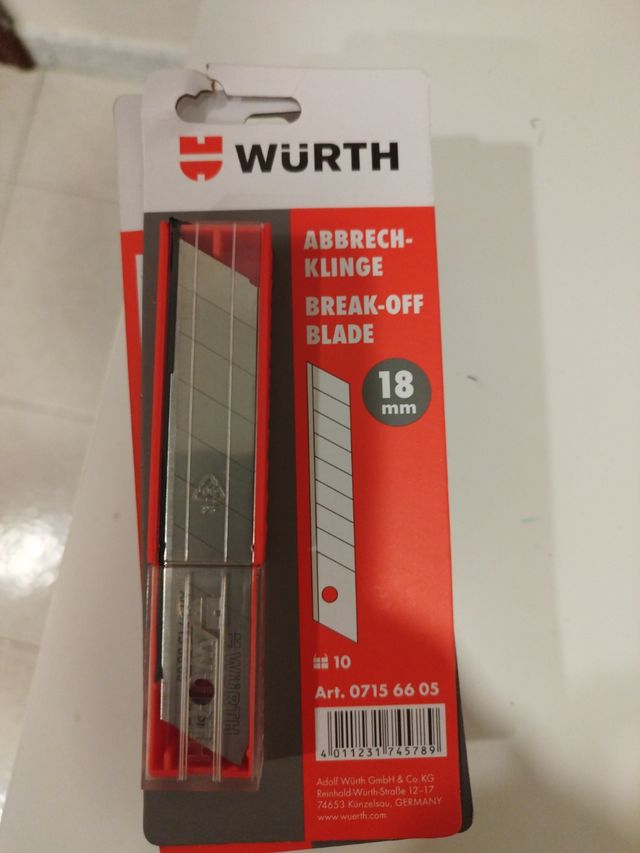 WÜRTH
ABBRECH-
KLINGE
BREAK-OFF
BLADE
18
mm
10
Art. 0715 66 05
4 011231 745789
Adolf Würth GmbH & Co. KG
Reinhold-Würth-Straße 12-17
74653 Künzelsau, GERMANY
www.wuerth.com
WÜRTH